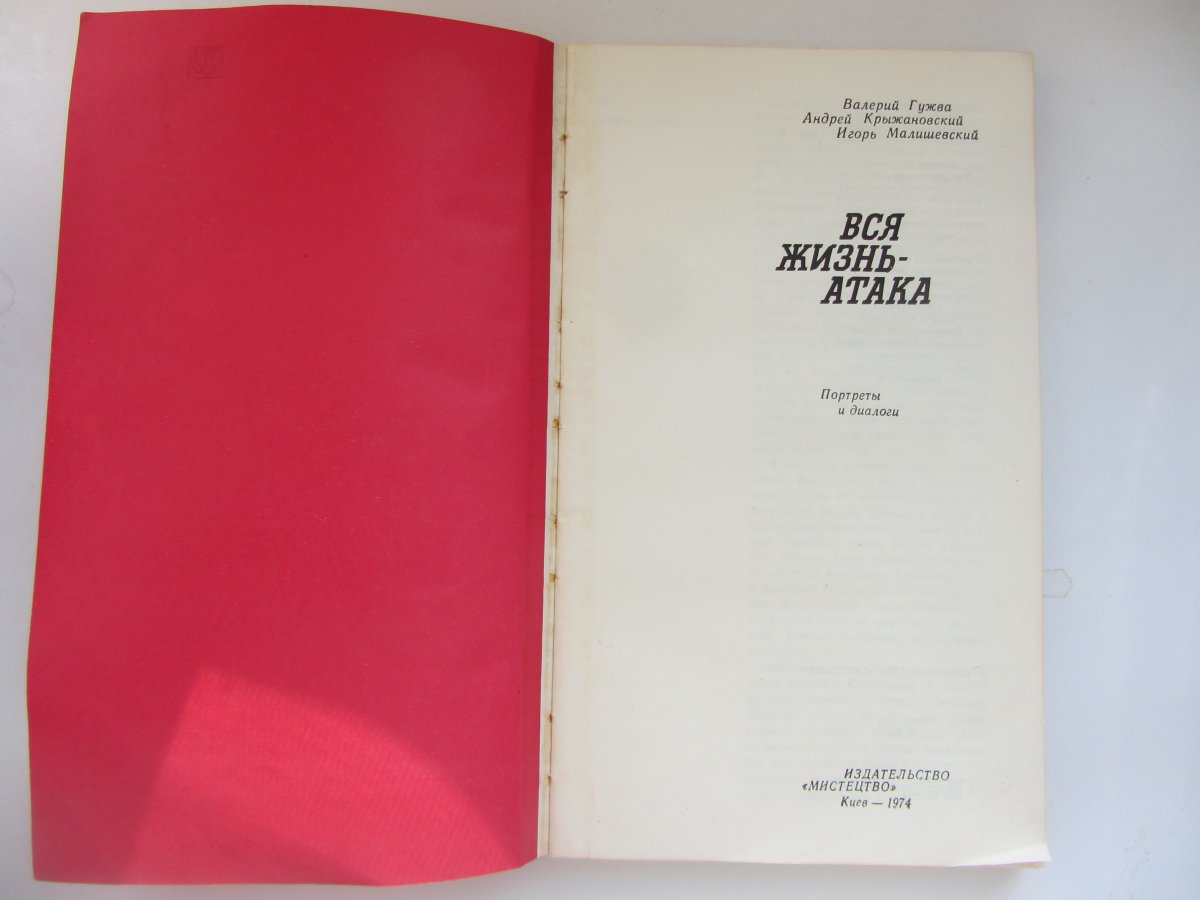 Валерий Гужва
Андрей Крыжановский
Игорь Малишевский
ВСЯ
ЖИЗНЬ-
АТАКА
Портреты
и диалоги
ИЗДАТЕЛЬСТВО
«МИСТЕЦТВО»
Киев — 1974